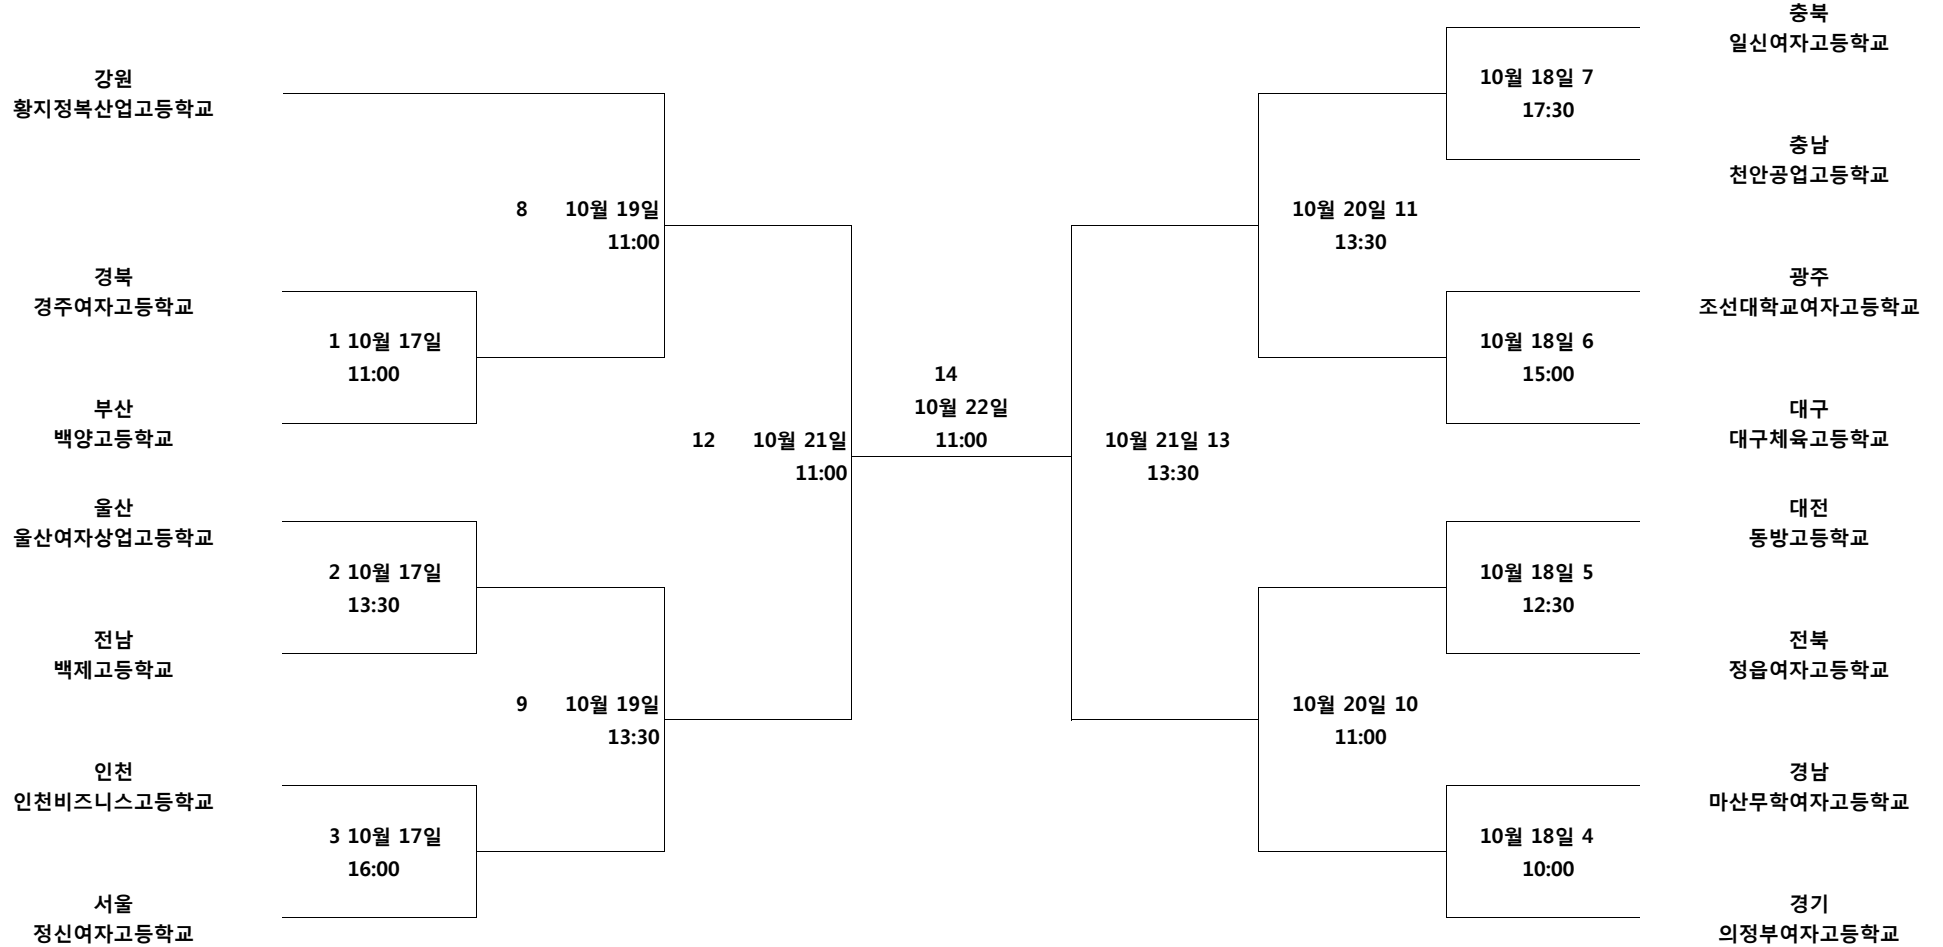 강원
황지정복산업고등학교
8 10월 19일
11:00
경북
경주여자고등학교
1 10월 17일
11:00
부산
백양고등학교
12 10월 21일
11:00
울산
울산여자상업고등학교
2 10월 17일
13:30
전남
백제고등학교
9 10월 19일
13:30
인천
인천비즈니스고등학교
3 10월 17일
16:00
서울
정신여자고등학교
14
10월 22일
11:00
충북
일신여자고등학교
10월 18일 7
17:30
충남
천안공업고등학교
10월 20일 11
13:30
광주
조선대학교여자고등학교
10월 18일 6
15:00
대구
대구체육고등학교
10월 21일 13
13:30
대전
동방고등학교
10월 18일 5
12:30
전북
정읍여자고등학교
10월 20일 10
11:00
경남
마산무학여자고등학교
10월 18일 4
10:00
경기
의정부여자고등학교